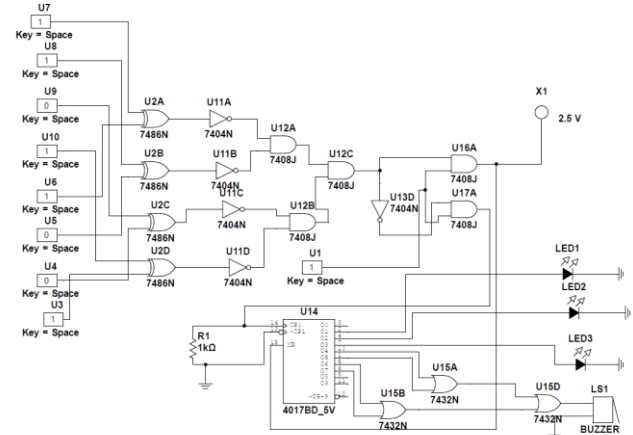 U7
1
Key = Space
U8
1
Key = Space
U9
0
Key = Space
U10
1
Key = Space
U6
1
Key = Space
U5
0
Key = Space
U4
0
Key = Space
U3
1
Key = Space
U2A
7486N
U2B
7486N
U2C
7486N
U2D
7486N
U11A
7404N
U11B
7404N
U11C
7404N
U11D
7404N
U12A
7408J
U12B
7408J
U12C
7408J
U1
1
Key = Space
U13D
7404N
U16A
7408J
U17A
7408J
X1
2.5 V
LED1
LED2
LED3
R1
1kΩ
U14
4017BD_5V
U15A
7432N
U15B
7432N
U15D
7432N
LS1
BUZZER